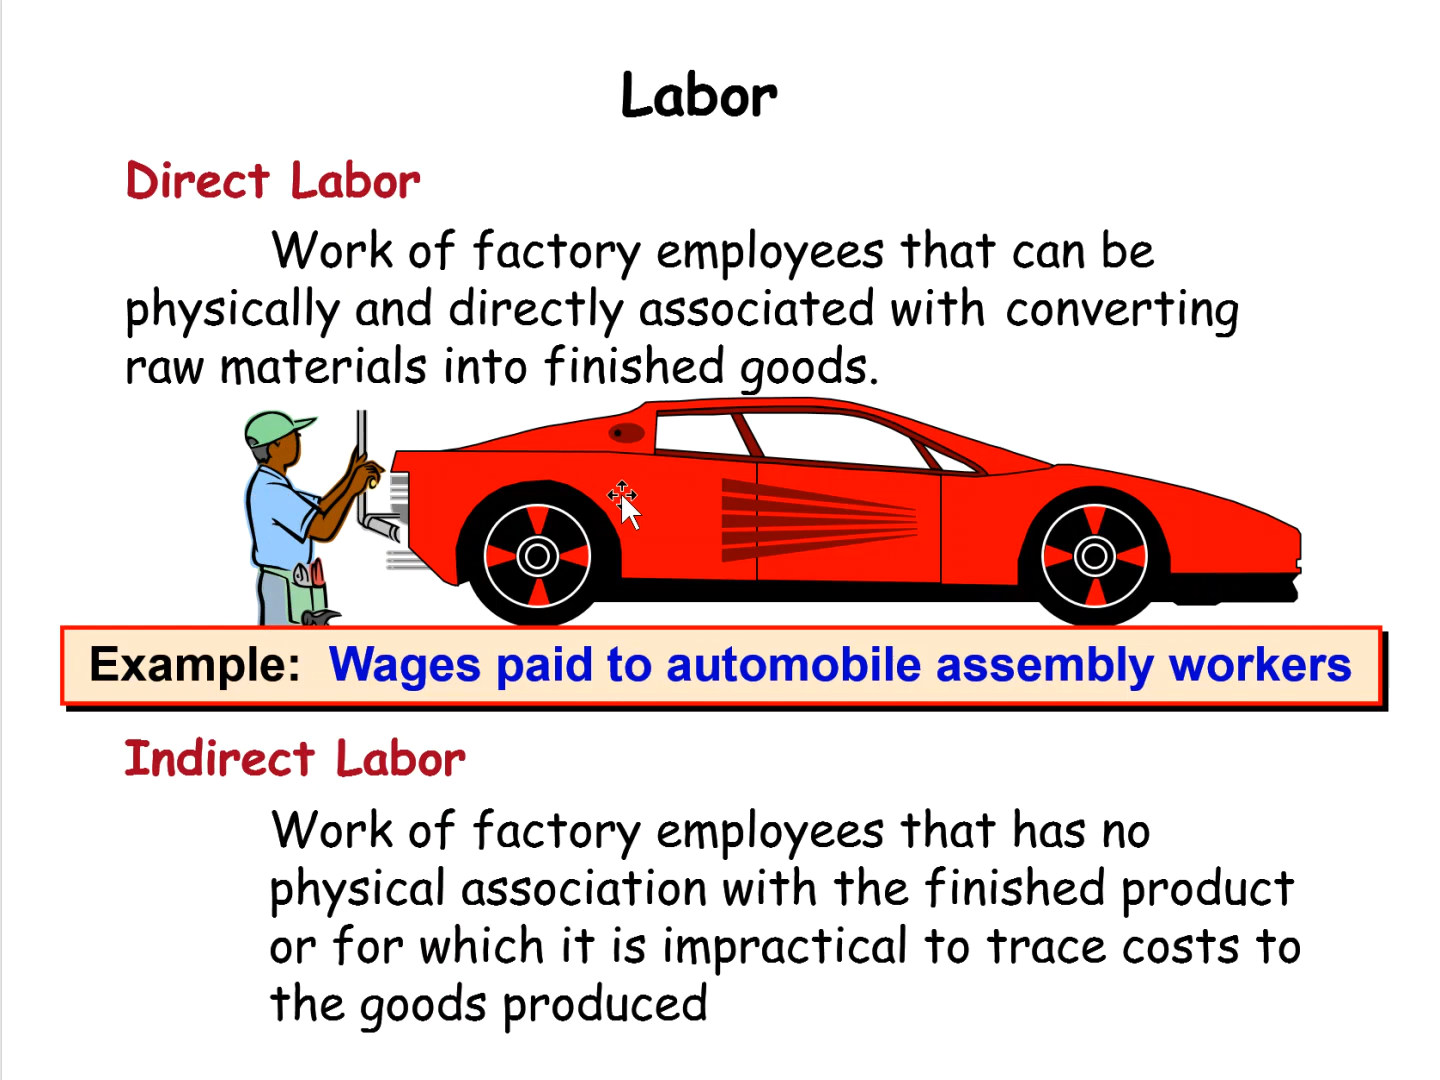 Labor
Direct Labor
Work of factory employees that can be
physically and directly associated with converting
raw materials into finished goods.
Example: Wages paid to automobile assembly workers
Indirect Labor
Work of factory employees that has no
physical association with the finished product
or for which it is impractical to trace costs to
the goods produced